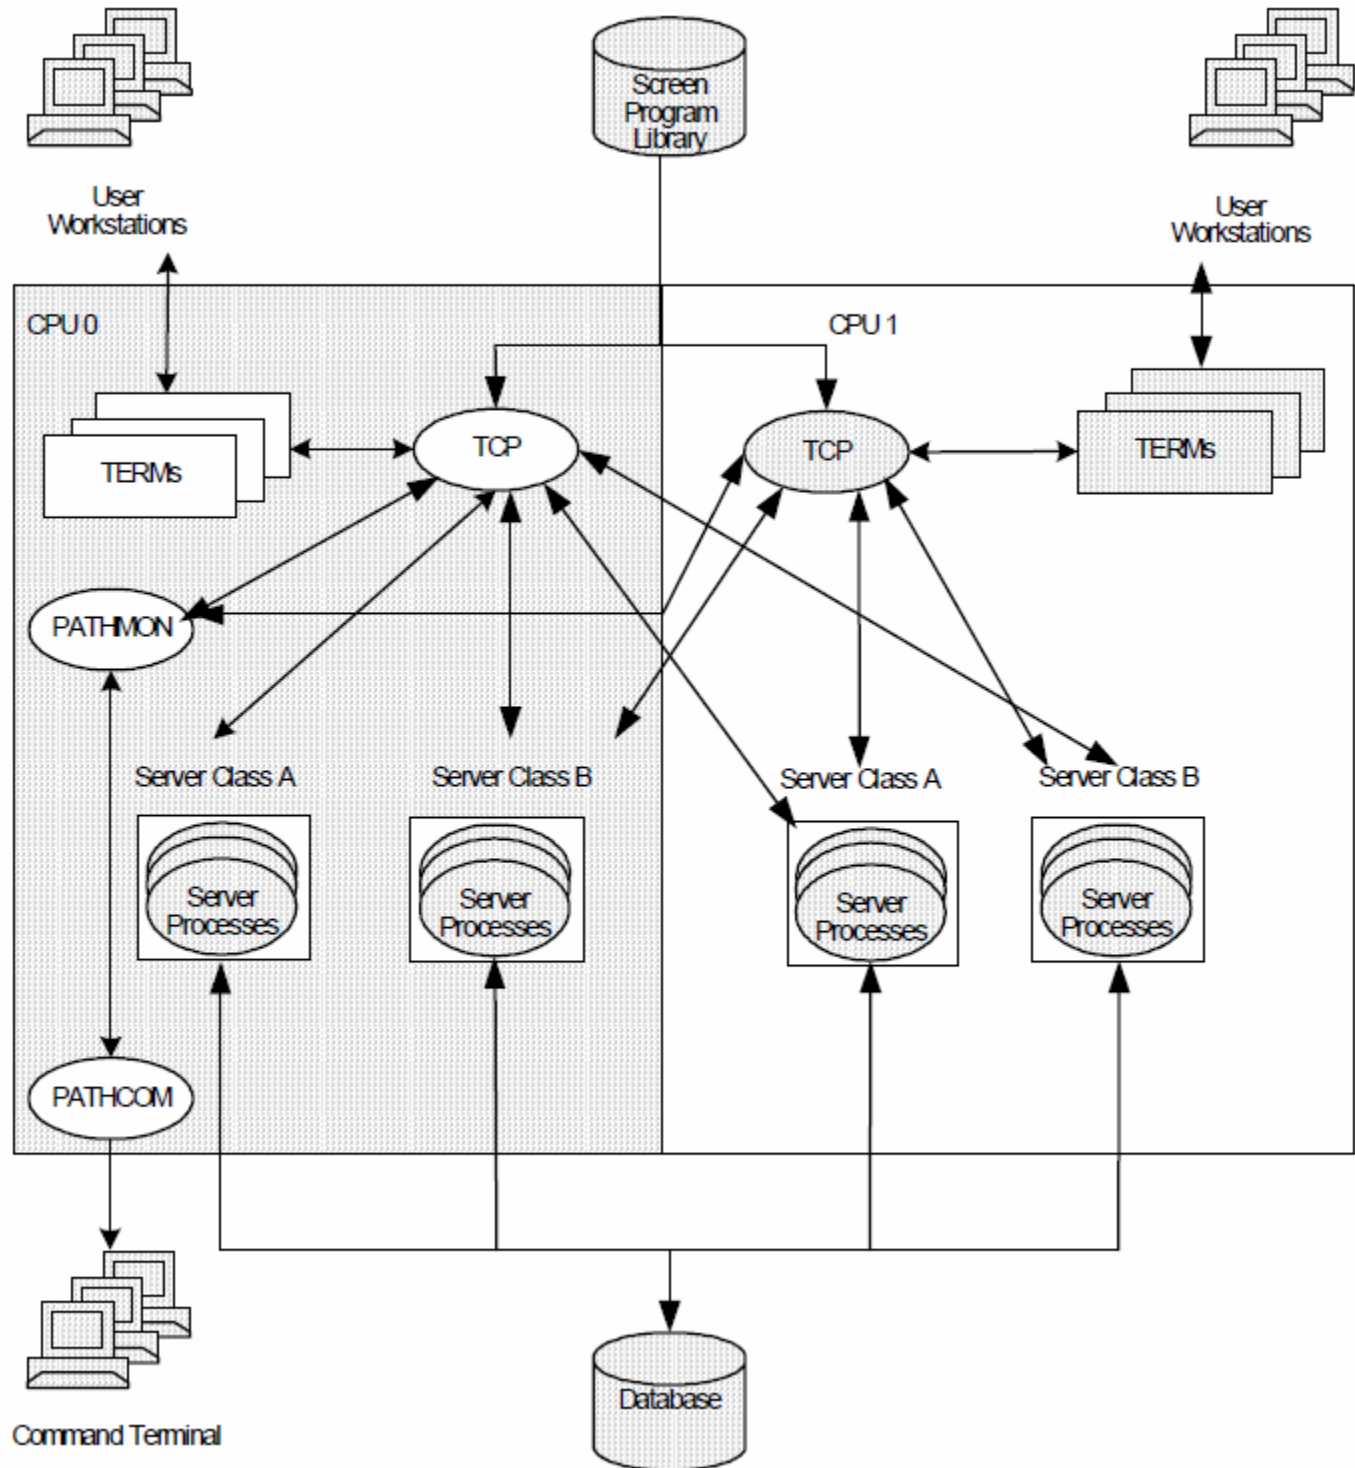 Screen
Program
Library
User
Workstations
User
Workstations
CPU 0
CPU 1
TERMs
TCP
TCP
TERMs
PATHMON
Server Class A
Server Class B
Server Class A
Server Class B
Server
Processes
Server
Processes
Server
Processes
Server
Processes
PATHCOM
Database
Command Terminal